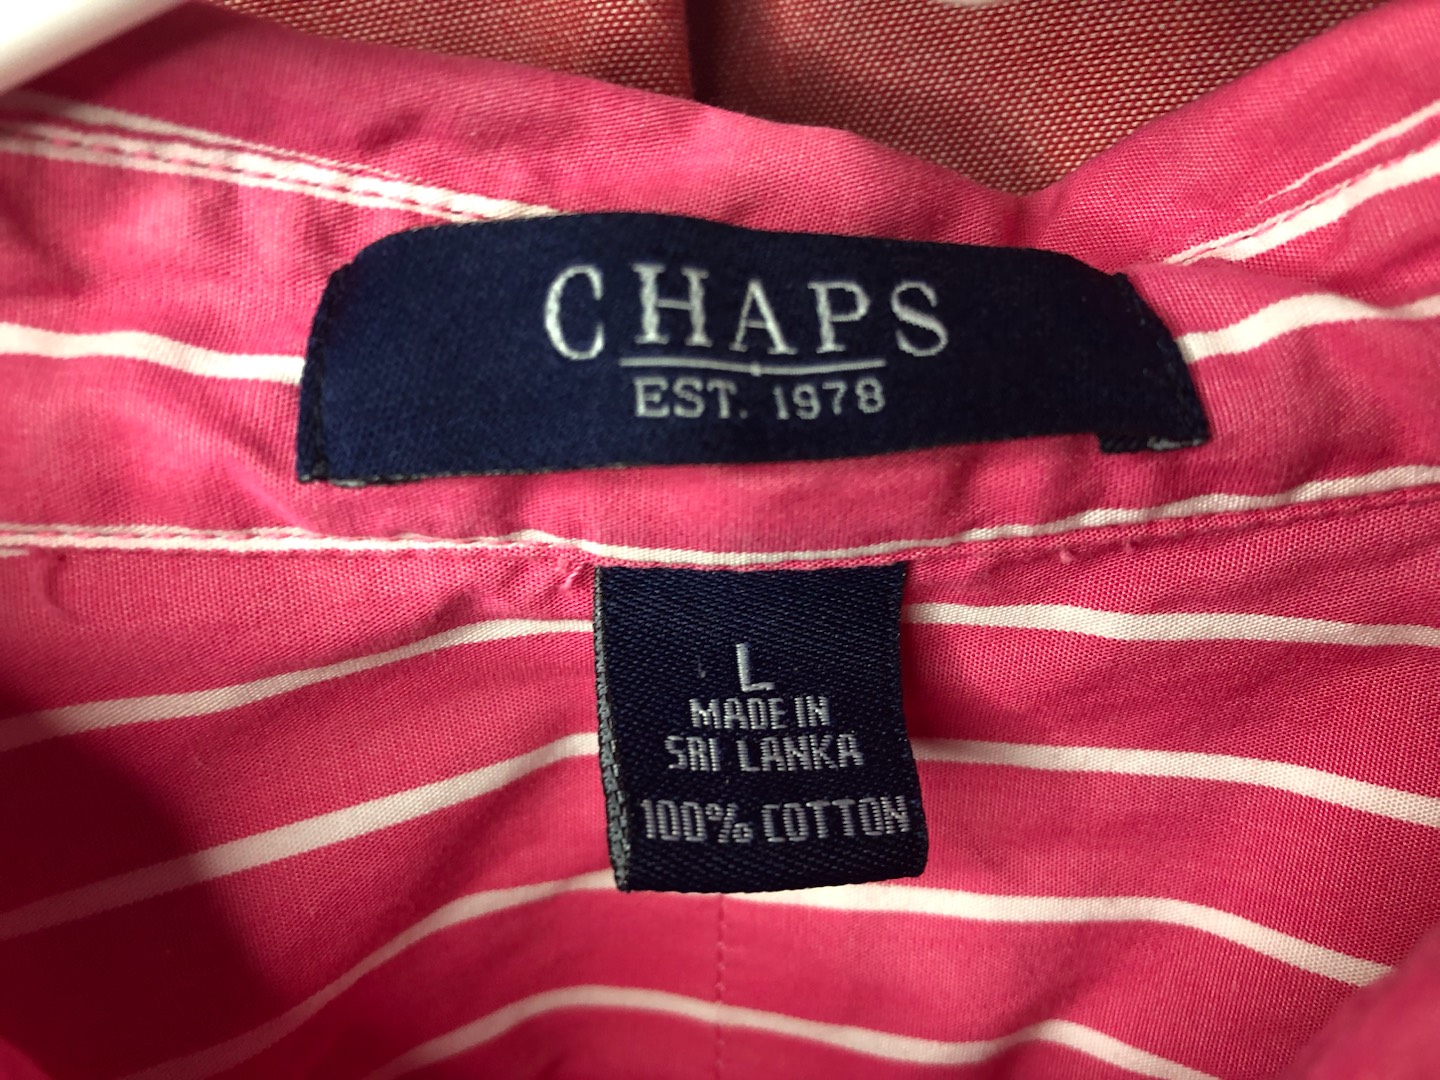 CHAPS
EST. 1978
L
MADE IN
SRI LANKA
100% COTTON